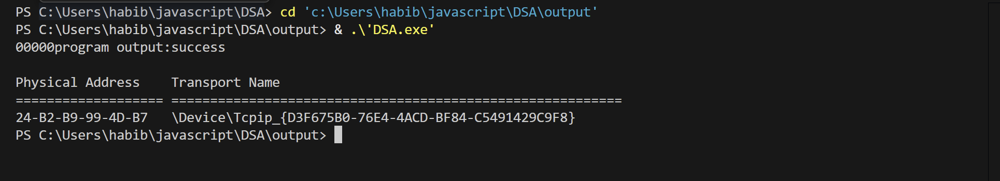 PS C:\Users\habib\javascript\DSA> cd 'c:\Users\habib\javascript\DSA\output'
PS C:\Users\habib\javascript\DSA\output> & .\'DSA.exe'
00000program output:success
Physical Address    Transport Name
=================== ==========================================================
24-B2-B9-99-4D-B7   \Device\Tcpip_{D3F675B0-76E4-4ACD-BF84-C5491429C9F8}
PS C:\Users\habib\javascript\DSA\output>